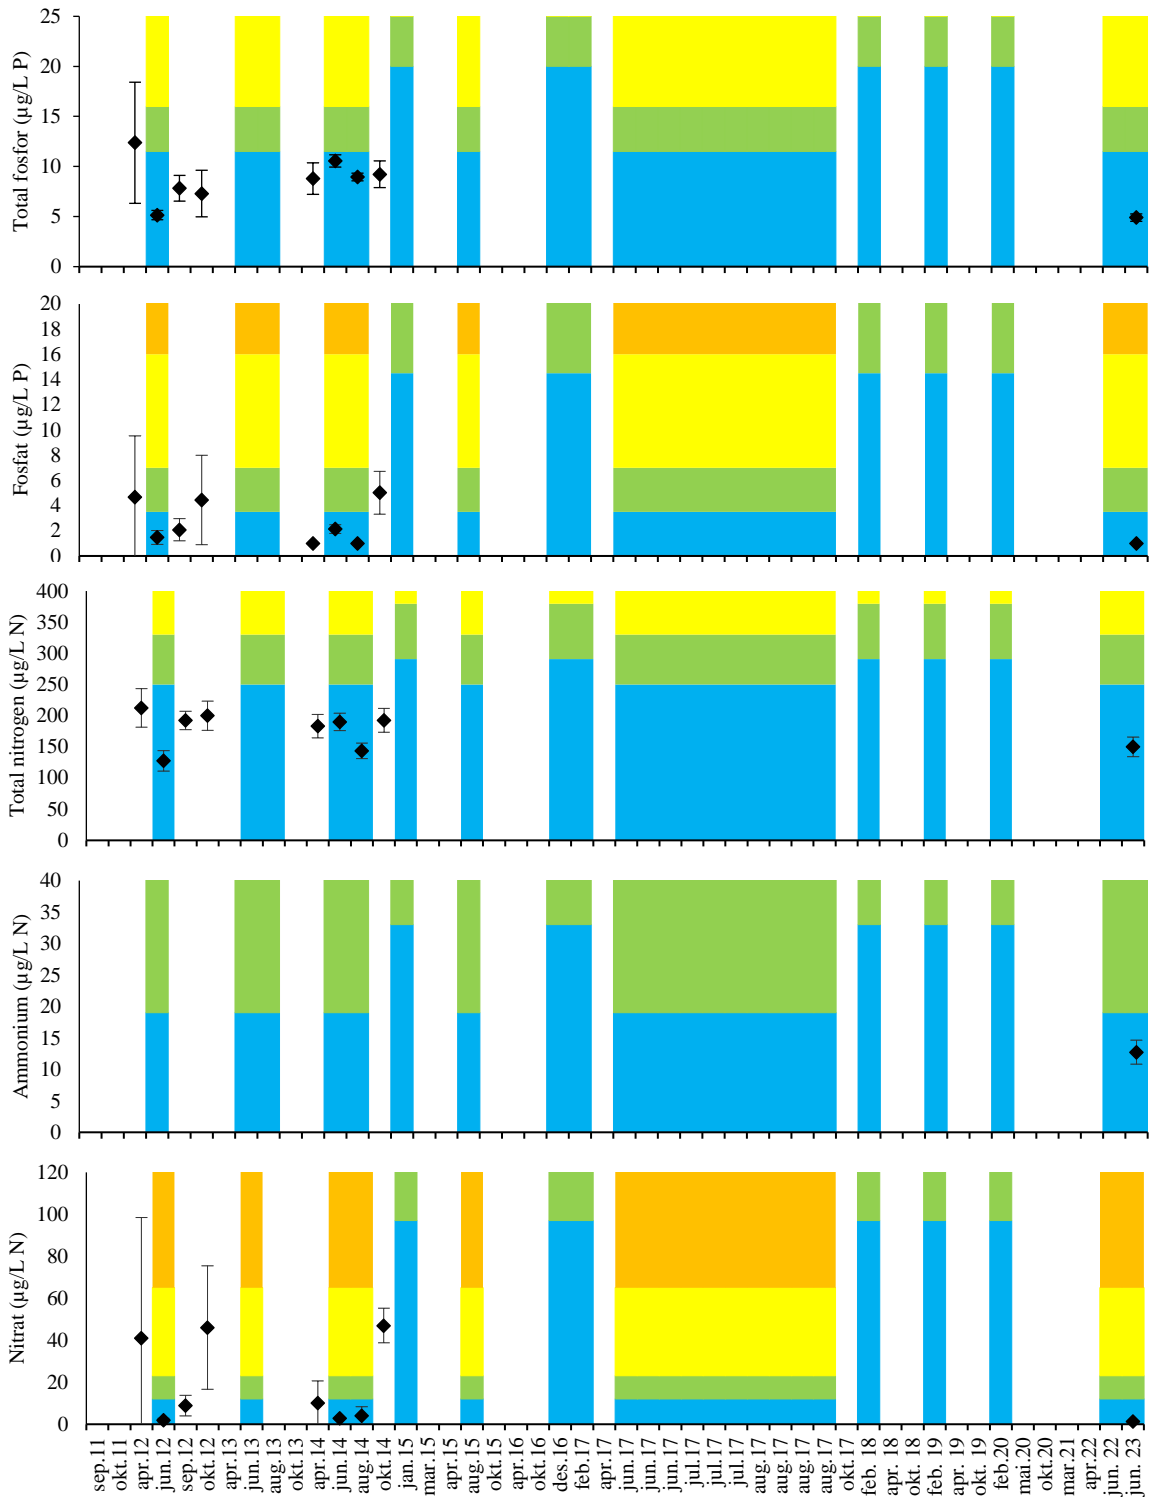 Total fosfor (µg/L P)
25
20
15
10
5
0
Fosfat (µg/L P)
20
18
16
14
12
10
8
6
4
2
0
Total nitrogen (µg/L N)
400
350
300
250
200
150
100
50
0
Ammonium (µg/L N)
40
35
30
25
20
15
10
5
0
Nitrat (µg/L N)
120
100
80
60
40
20
0
sep.11
okt.11
apr.12
jun.12
sep.12
okt.12
apr.13
jun.13
aug.13
okt.13
apr.14
jun.14
aug.14
okt.14
jan.15
mar.15
apr.15
aug.15
okt.15
apr.16
okt.16
des.16
feb.17
apr.17
jun.17
jun.17
jun.17
jul.17
jul.17
jul.17
aug.17
aug.17
aug.17
aug.17
okt.17
feb. 18
apr. 18
okt. 18
feb. 19
apr. 19
okt. 19
feb.20
mai.20
okt.20
mar.21
apr.22
jun. 22
jun. 23